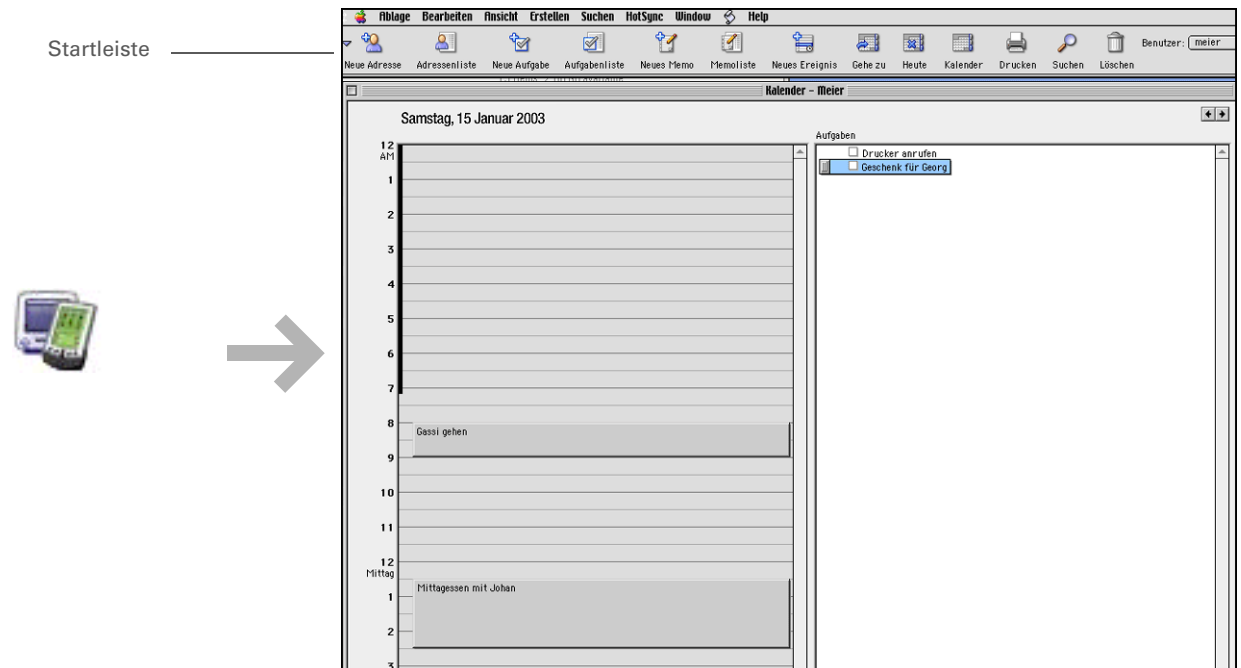 Ablage Bearbeiten Ansicht Erstellen Suchen HotSync Window Help
Startleiste
Neue Adresse Adressenliste Neue Aufgabe Aufgabenliste Neues Memo Memoliste Neues Ereignis Gehe zu Heute Kalender Drucken Suchen Löschen Benutzer: meier
Kalender – Meier
Samstag, 15 Januar 2003
Aufgaben
12
AM
Drucker anrufen
Geschenk für Georg
1
2
3
4
5
6
7
8
Gassi gehen
9
10
11
12
Mittag
Mittagessen mit Johan
1
2
3